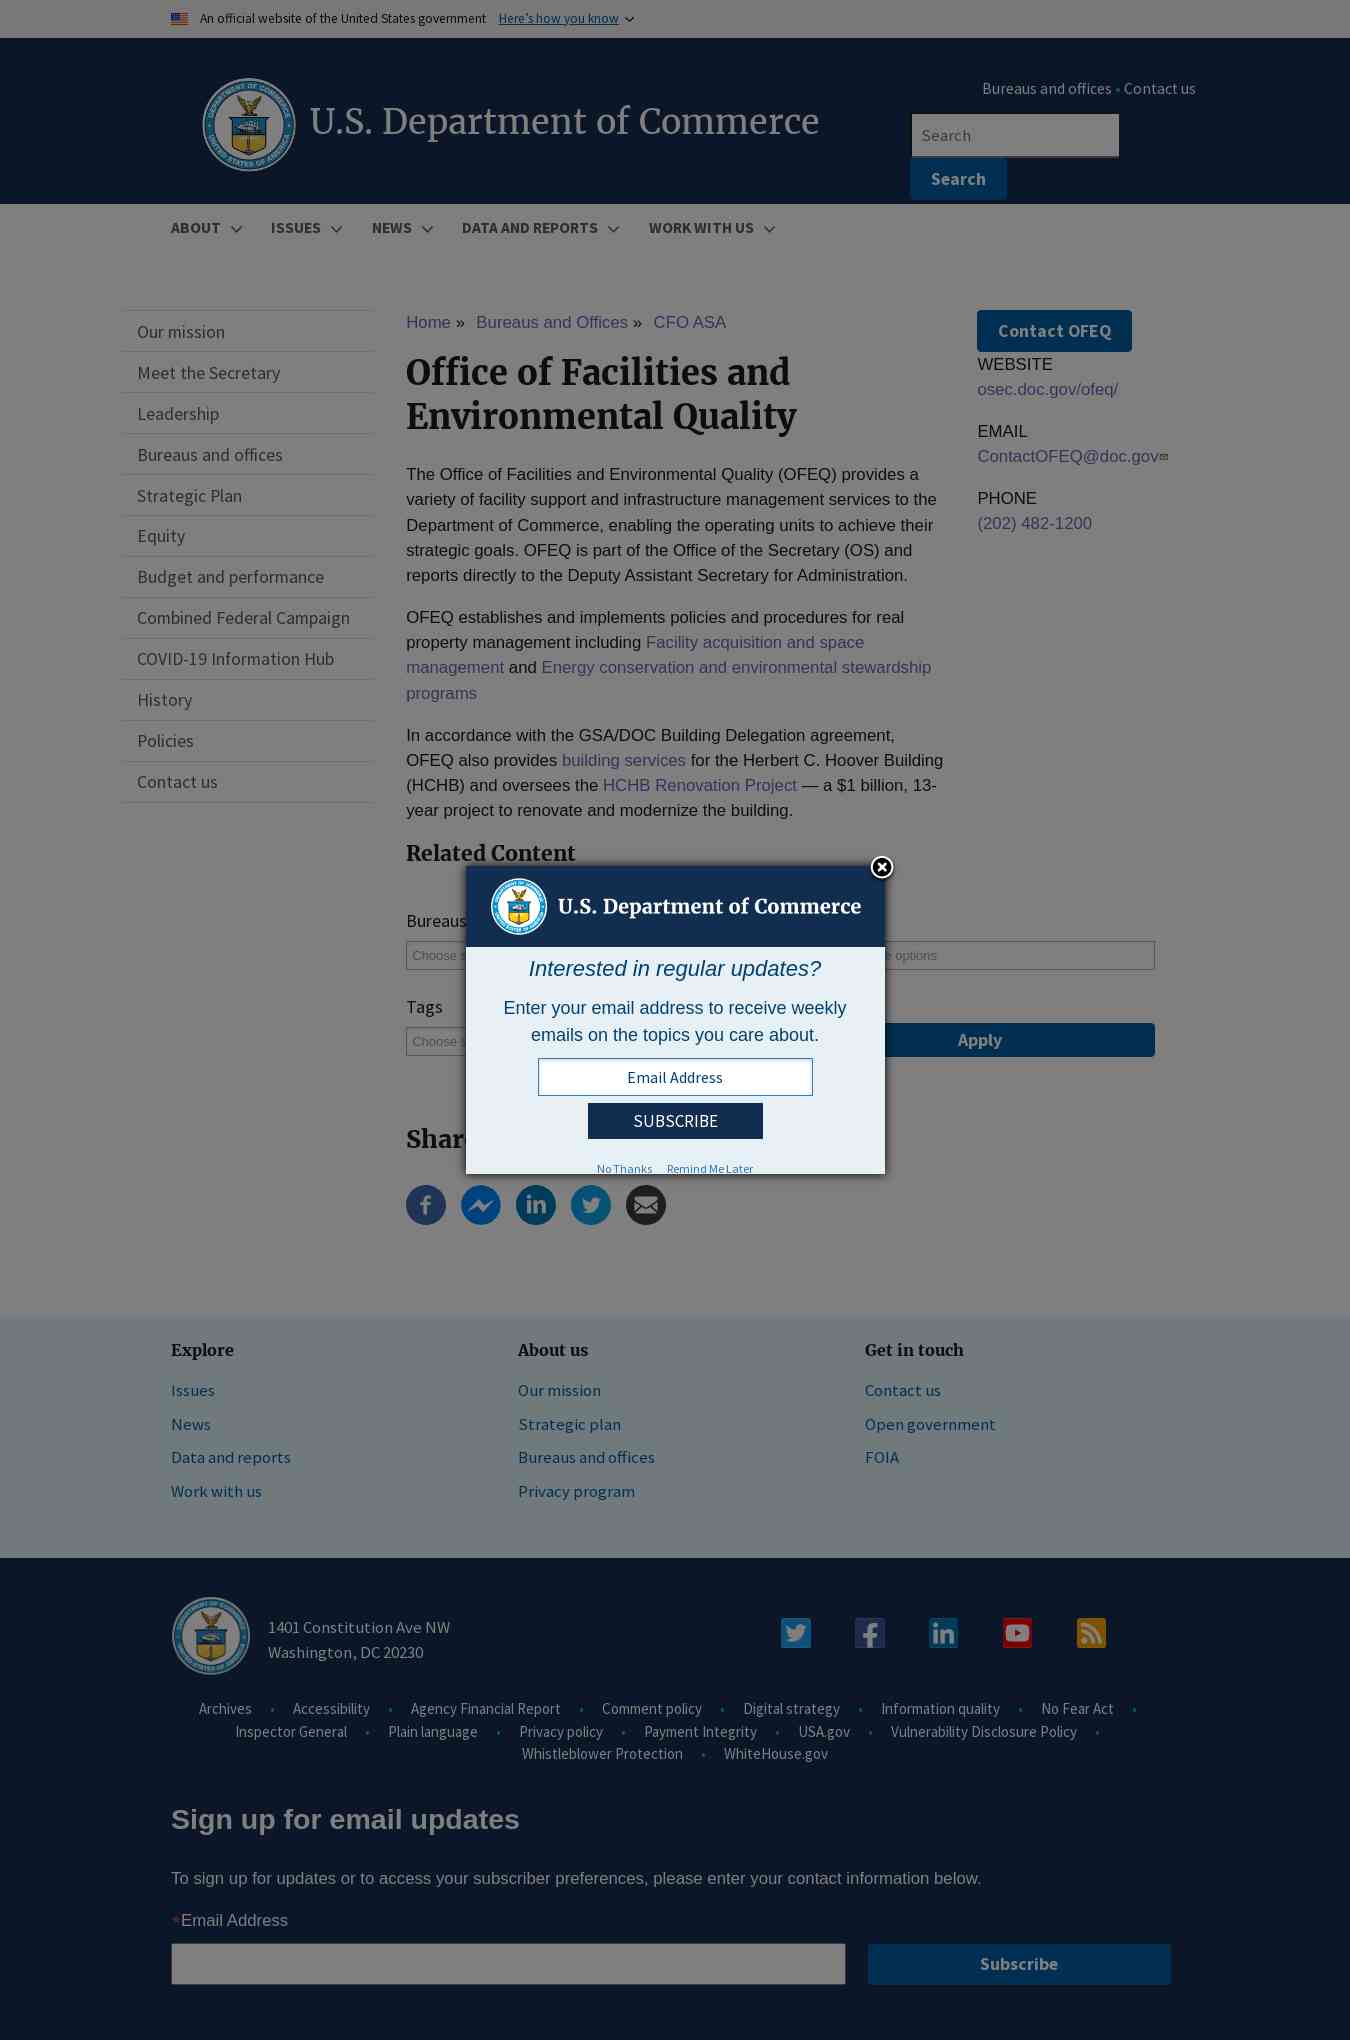 An official website of the United States government Here’s how you know
Bureaus and offices • Contact us
U.S. Department of Commerce
Search
Search
ABOUT ISSUES NEWS DATA AND REPORTS WORK WITH US
Our mission
Meet the Secretary
Leadership
Bureaus and offices
Strategic Plan
Equity
Budget and performance
Combined Federal Campaign
COVID-19 Information Hub
History
Policies
Contact us
Home » Bureaus and Offices » CFO ASA
Office of Facilities and
Environmental Quality
The Office of Facilities and Environmental Quality (OFEQ) provides a
variety of facility support and infrastructure management services to the
Department of Commerce, enabling the operating units to achieve their
strategic goals. OFEQ is part of the Office of the Secretary (OS) and
reports directly to the Deputy Assistant Secretary for Administration.
OFEQ establishes and implements policies and procedures for real
property management including Facility acquisition and space
management and Energy conservation and environmental stewardship
programs
In accordance with the GSA/DOC Building Delegation agreement,
OFEQ also provides building services for the Herbert C. Hoover Building
(HCHB) and oversees the HCHB Renovation Project — a $1 billion, 13-
year project to renovate and modernize the building.
Contact OFEQ
WEBSITE
osec.doc.gov/ofeq/
EMAIL
ContactOFEQ@doc.gov
PHONE
(202) 482-1200
Related Content
Bureaus
Choose
options
Tags
Choose
Apply
U.S. Department of Commerce
Interested in regular updates?
Enter your email address to receive weekly
emails on the topics you care about.
Email Address
SUBSCRIBE
No Thanks Remind Me Later
Explore
Issues
News
Data and reports
Work with us
About us
Our mission
Strategic plan
Bureaus and offices
Privacy program
Get in touch
Contact us
Open government
FOIA
1401 Constitution Ave NW
Washington, DC 20230
Archives • Accessibility • Agency Financial Report • Comment policy • Digital strategy • Information quality • No Fear Act •
Inspector General • Plain language • Privacy policy • Payment Integrity • USA.gov • Vulnerability Disclosure Policy •
Whistleblower Protection • WhiteHouse.gov
Sign up for email updates
To sign up for updates or to access your subscriber preferences, please enter your contact information below.
*Email Address
Subscribe